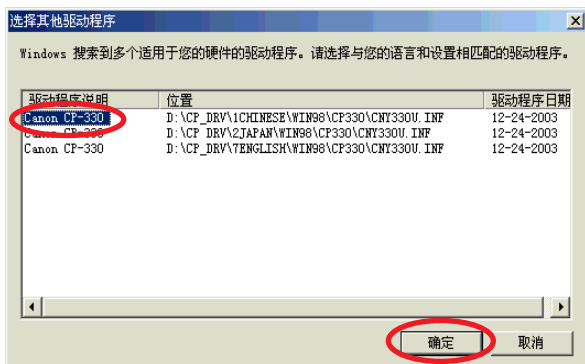 选择其他驱动程序
Windows 搜索到多个适用于您的硬件的驱动程序。请选择与您的语言和设置相匹配的驱动程序。
驱动程序说明 位置 驱动程序日期
Canon CP-330 D:\CP_DRV\1CHINESE\WIN98\CP330\CNY330U.INF 12-24-2003
Canon CP-330 D:\CP_DRV\2JAPAN\WIN98\CP330\CNY330U.INF 12-24-2003
Canon CP-330 D:\CP_DRV\7ENGLISH\WIN98\CP330\CNY330U.INF 12-24-2003
确定 取消